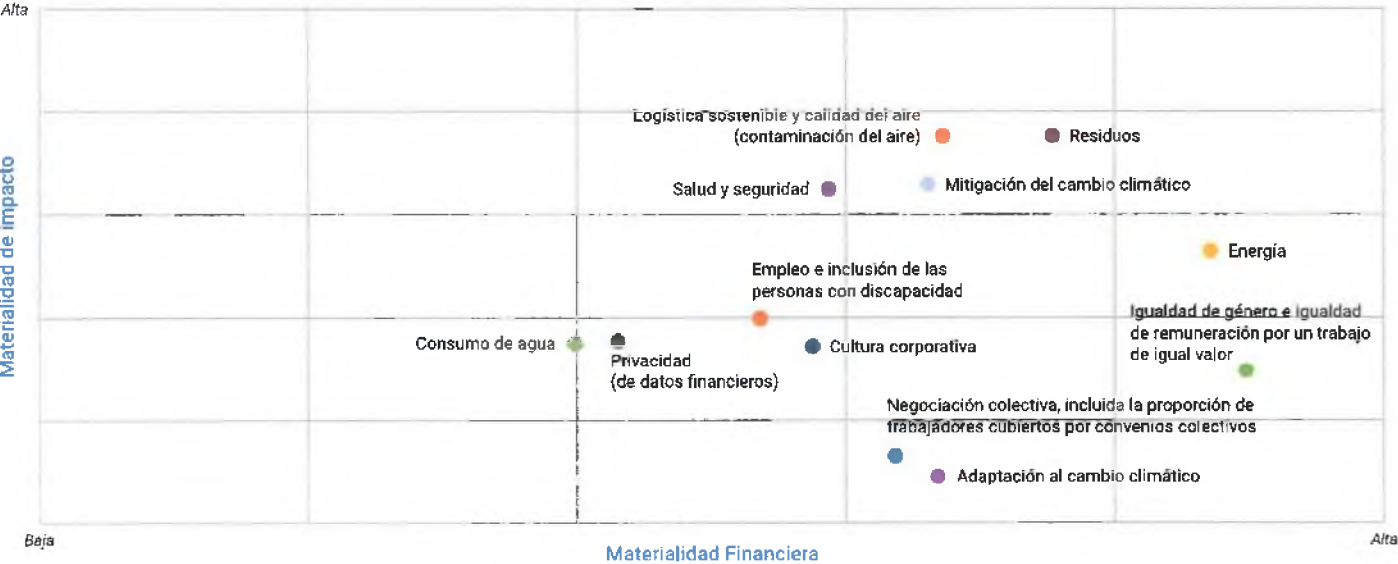 Alta
Materialidad de impacto
Logística sostenible y calidad del aire
(contaminación del aire)
Residuos
Salud y seguridad
Mitigación del cambio climático
Energía
Empleo e inclusión de las
personas con discapacidad
Igualdad de género e igualdad
de remuneración por un trabajo
de igual valor
Consumo de agua
Privacidad
(de datos financieros)
Cultura corporativa
Negociación colectiva, incluida la proporción de
trabajadores cubiertos por convenios colectivos
Adaptación al cambio climático
Baja
Materialidad Financiera
Alta